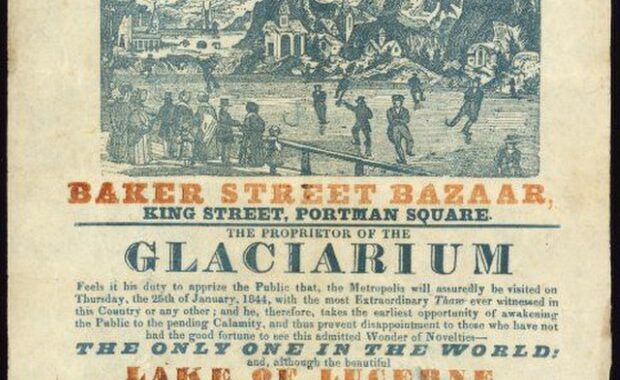 BAKER STREET BAZAAR,
KING STREET, PORTMAN SQUARE.
THE PROPRIETOR OF THE
GLACIARIUM
Feels it his duty to apprize the Public that, the Metropolis will assuredly be visited on
Thursday, the 25th of January, 1844, with the most Extraordinary Thaw ever witnessed in
this Country or any other; and he, therefore, takes the earliest opportunity of awakening
the Public to the pending Calamity, and thus prevent disappointment to those who have not
had the good fortune to see this admitted Wonder of Novelties—
THE ONLY ONE IN THE WORLD:
and, although the beautiful
LAKE OF LUCERNE